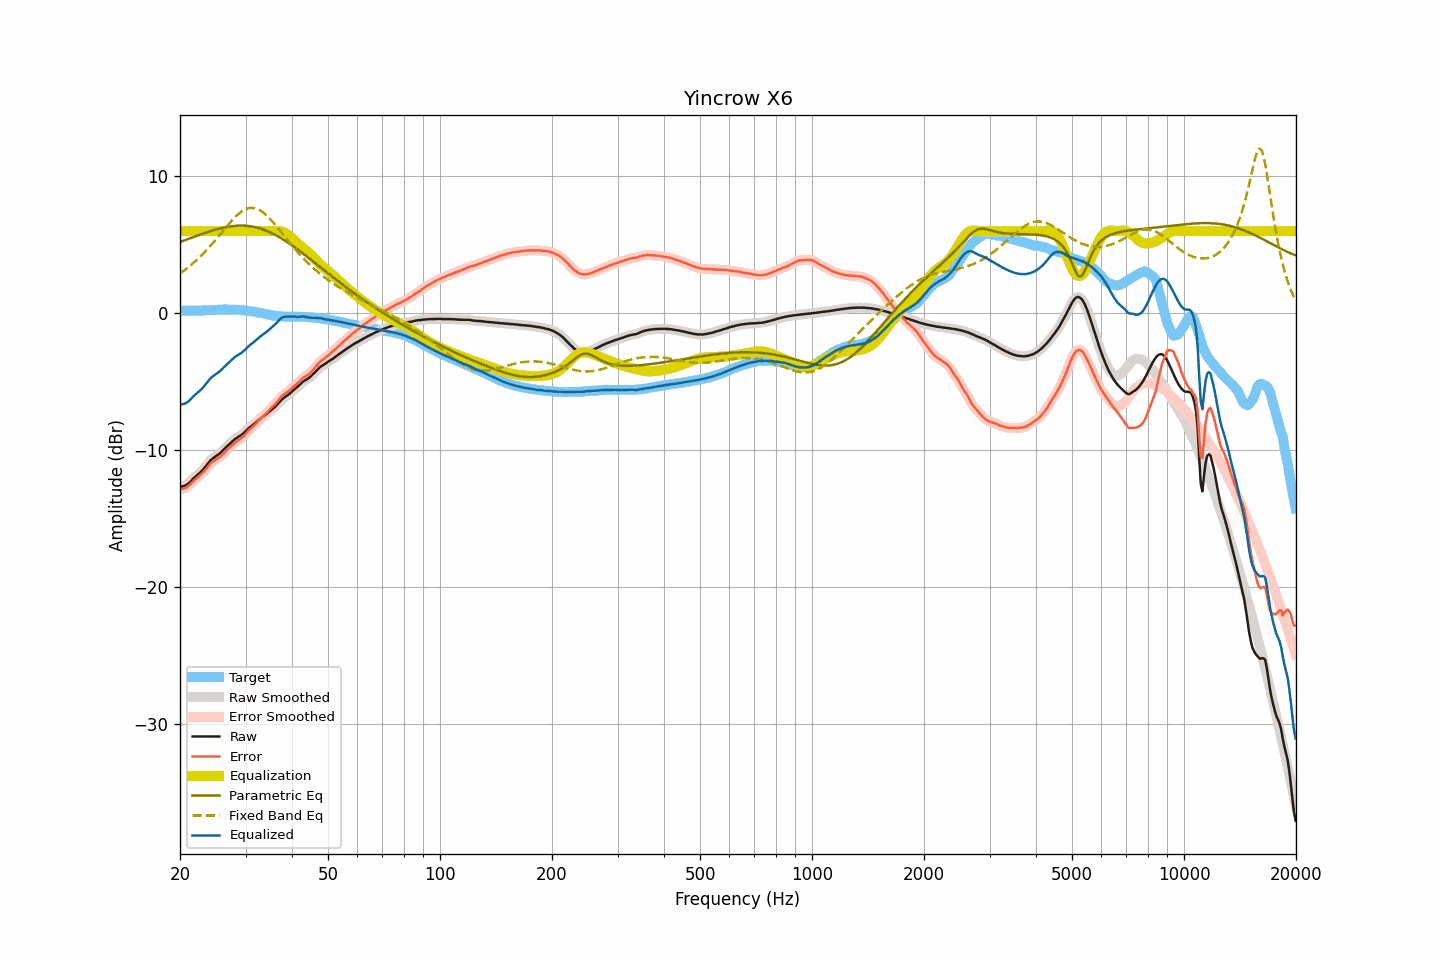 Yincrow X6
10
0
−10
−20
−30
Amplitude (dBr)
Target
Raw Smoothed
Error Smoothed
Raw
Error
Equalization
Parametric Eq
Fixed Band Eq
Equalized
20 50 100 200 500 1000 2000 5000 10000 20000
Frequency (Hz)